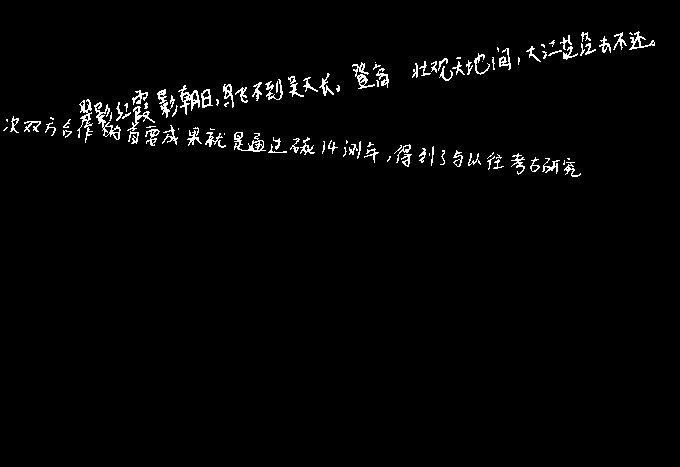 翠影红霞影朝日，鸟飞不到吴天长。登高 壮观天地间，大江茫茫去不还。
次双方合作的首要成果就是通过碳14测年，得到了与以往考古研究